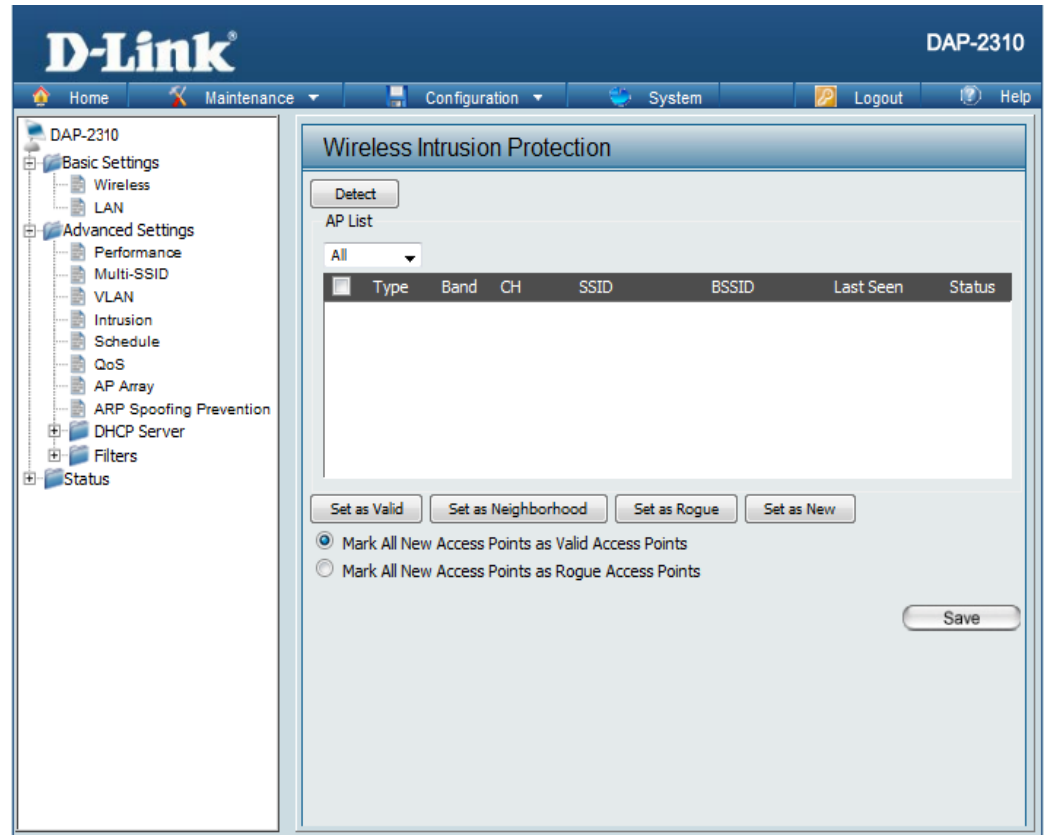 D-Link®
DAP-2310
Home Maintenance Configuration System Logout Help
DAP-2310
Basic Settings
Wireless
LAN
Advanced Settings
Performance
Multi-SSID
VLAN
Intrusion
Schedule
QoS
AP Array
ARP Spoofing Prevention
DHCP Server
Filters
Status
Wireless Intrusion Protection
Detect
AP List
All
Type Band CH SSID BSSID Last Seen Status
Set as Valid Set as Neighborhood Set as Rogue Set as New
Mark All New Access Points as Valid Access Points
Mark All New Access Points as Rogue Access Points
Save